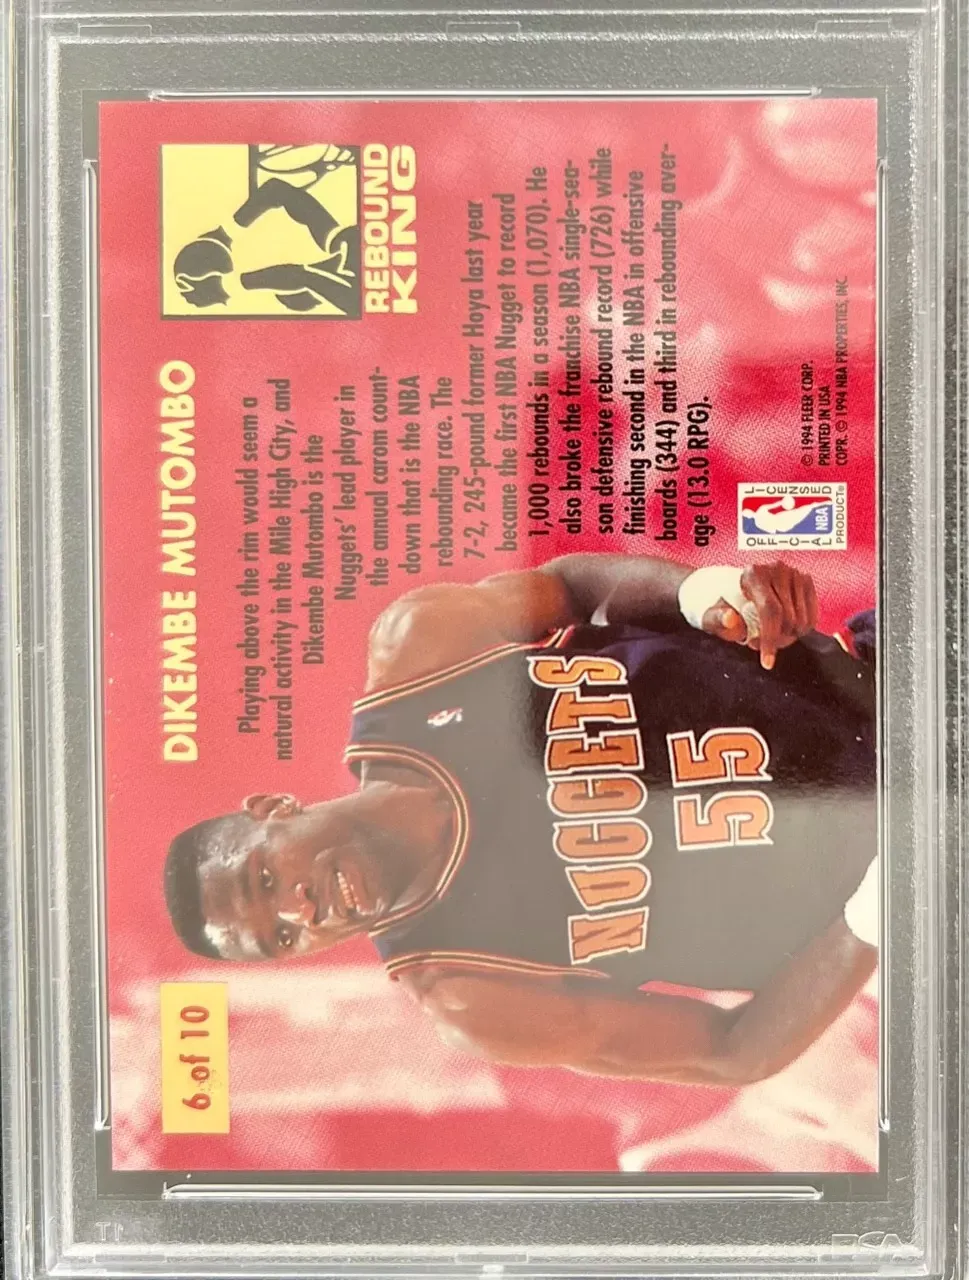 6 of 10
DIKEMBE MUTOMBO
REBOUND
KING
Playing above the rim would seem a
natural activity in the Mile High City, and
Dikembe Mutombo is the
Nuggets' lead player in
the annual carom count-
down that is the NBA
rebounding race. The
7-2, 245-pound former Hoya last year
became the first NBA Nugget to record
1,000 rebounds in a season (1,070). He
also broke the franchise NBA single-sea-
son defensive rebound record (726) while
finishing second in the NBA in offensive
boards (344) and third in rebounding aver-
age (13.0 RPG).
NUGGETS
55
OFFICIAL
LICENSED
NBA
PRODUCT®
© 1994 FLEER CORP.
PRINTED IN USA
COPR. © 1994 NBA PROPERTIES, INC.
PSA